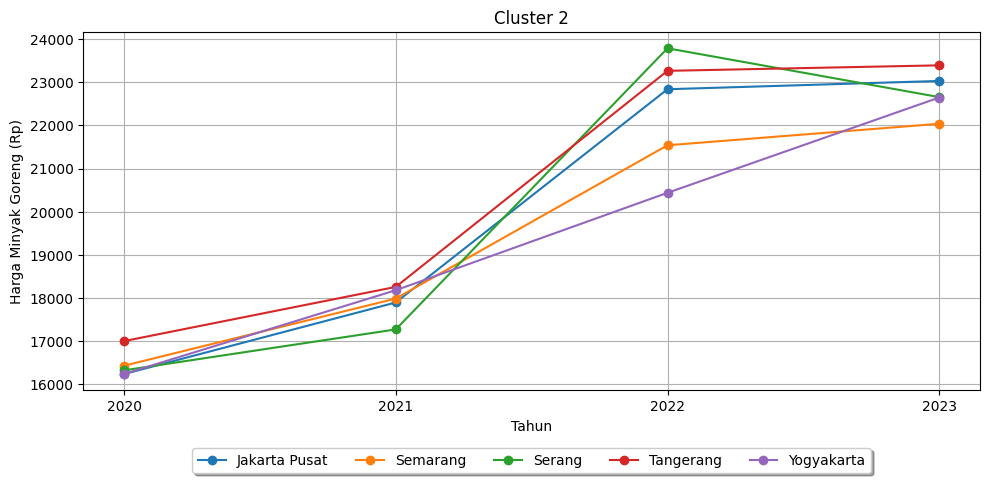 Cluster 2
Harga Minyak Goreng (Rp)
24000
23000
22000
21000
20000
19000
18000
17000
16000
2020 2021 2022 2023
Tahun
Jakarta Pusat Semarang Serang Tangerang Yogyakarta